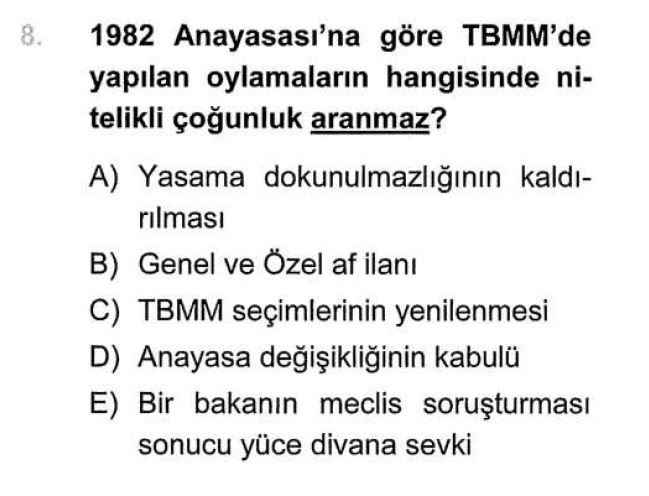 8. 1982 Anayasası’na göre TBMM’de
yapılan oylamaların hangisinde ni-
telikli çoğunluk aranmaz?
A) Yasama dokunulmazlığının kaldı-
rılması
B) Genel ve Özel af ilanı
C) TBMM seçimlerinin yenilenmesi
D) Anayasa değişikliğinin kabulü
E) Bir bakanın meclis soruşturması
sonucu yüce divana sevki